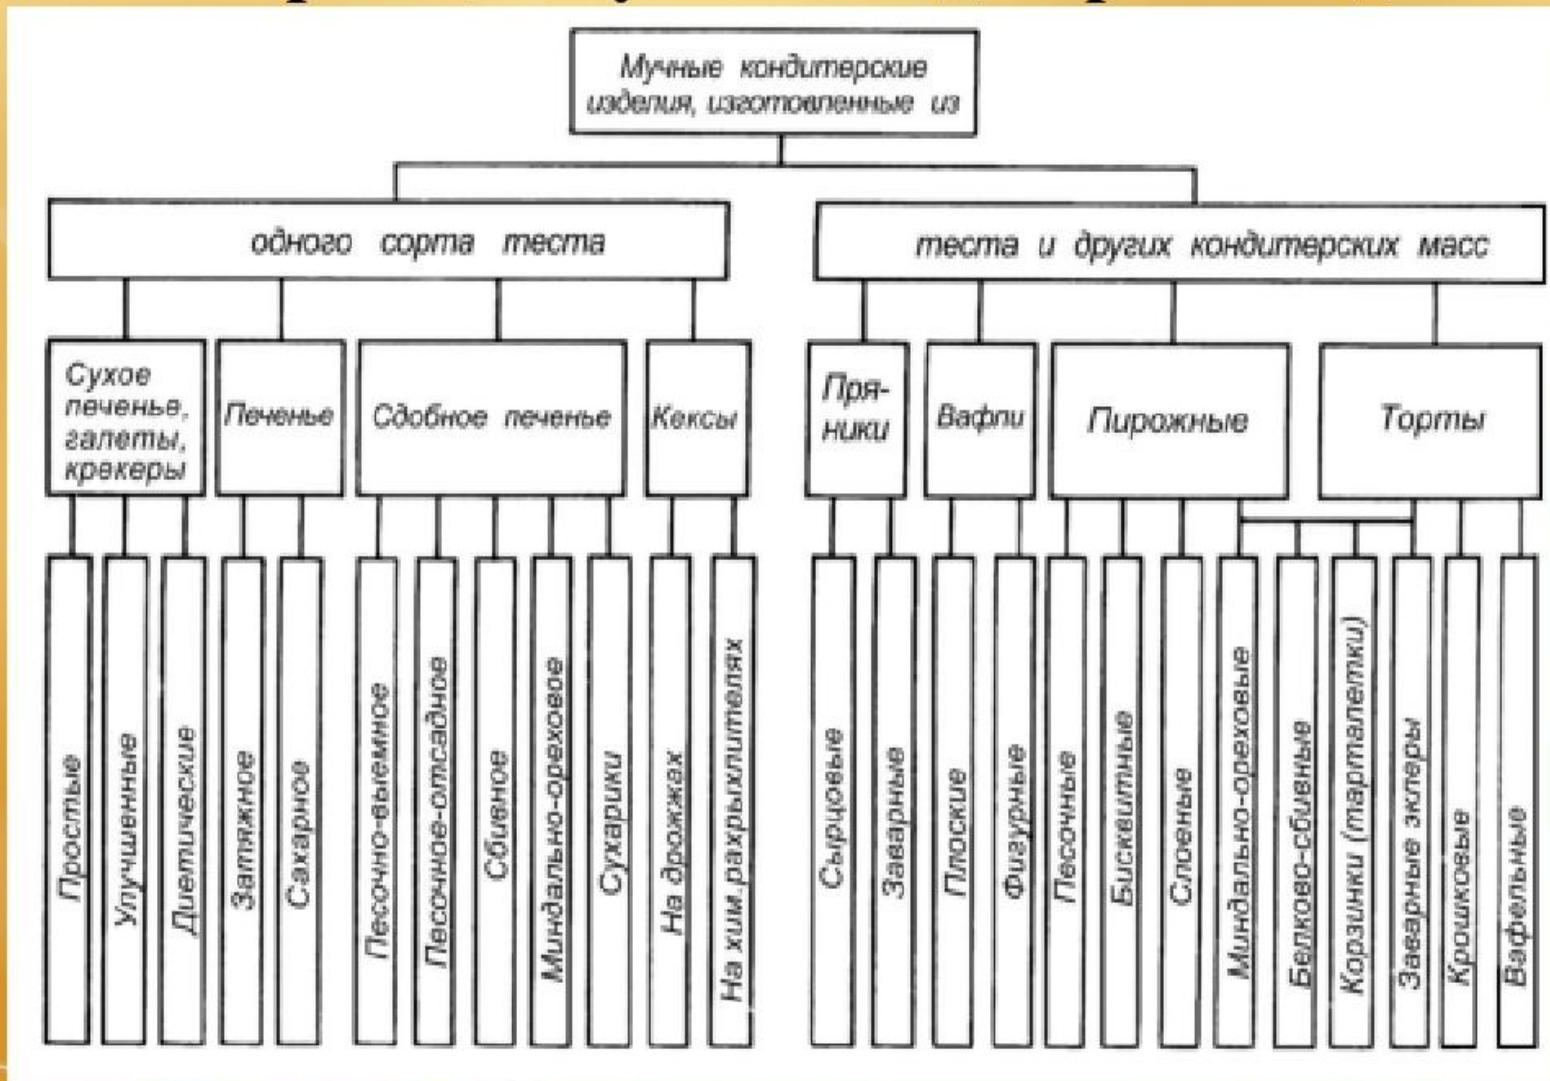 Мучные кондитерские
изделия, изготовленные из
одного сорта теста
теста и других кондитерских масс
Сухое
печенье,
галеты,
крекеры
Печенье
Сдобное печенье
Кексы
Пря-
ники
Вафли
Пирожные
Торты
Простые
Улучшенные
Диетические
Затяжное
Сахарное
Песочно-выемное
Песочное-отсадное
Сбивное
Миндально-ореховое
Сухарики
На дрожжах
На хим.рахрыхлителях
Сырцовые
Заварные
Плоские
Фигурные
Песочные
Бисквитные
Слоеные
Миндально-ореховые
Белково-сбивные
Корзинки (тарталетки)
Заварные эклеры
Крошковые
Вафельные